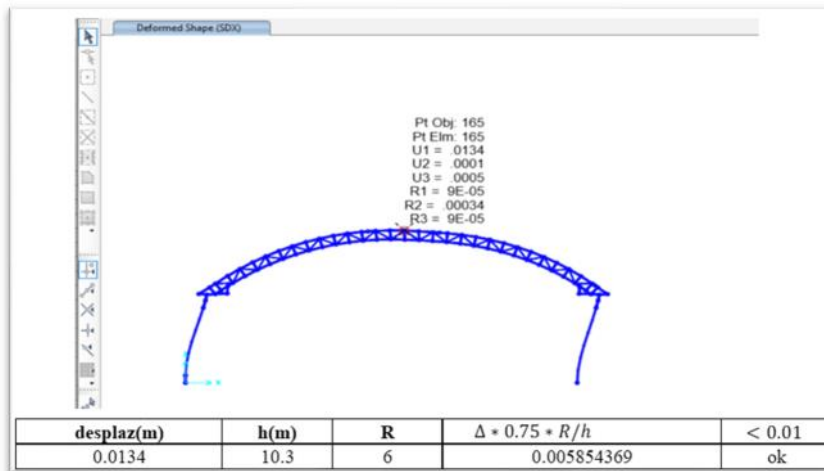 Deformed Shape (SDX)
Pt Obj: 165
Pt Elm: 165
U1 = .0134
U2 = .0001
U3 = .0005
R1 = 9E-05
R2 = .00034
R3 = 9E-05
desplaz(m) h(m) R Δ * 0.75 * R/h < 0.01
0.0134 10.3 6 0.005854369 ok